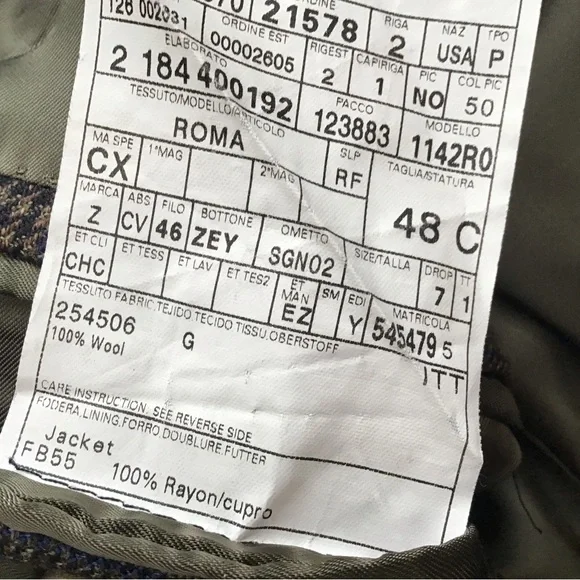 ORDINE RIGA NAZ TPO
126 002031 21578 2 USA P
ORDINE EST RIGEST CAPIRIGA PIC COL PIC
00002605 2 1 NO 50
ELABORATO PACCO MODELLO
2 184 400192 123883 1142R0
TESSUTO/MODELLO/ARTICOLO SLP TAGLIA/STATURA
ROMA RF 48 C
MA SPE 1°MAG 2°MAG
CX
MARCA ABS FILO BOTTONE OMETTO SIZE/TALLA DROP TT
Z CV 46 ZEY SGN02 7 1
ET CLI ET TESS ET LAV ET TES2 ET MAN SM EDI MATRICOLA
CHC EZ Y 545479 5
TESSUTO FABRIC.TEJIDO TECIDO TISSU.OBERSTOFF
254506 G ITT
100% Wool
CARE INSTRUCTION. SEE REVERSE SIDE
FODERA.LINING.FORRO DOUBLURE.FUTTER
Jacket
FB55 100% Rayon/cupro